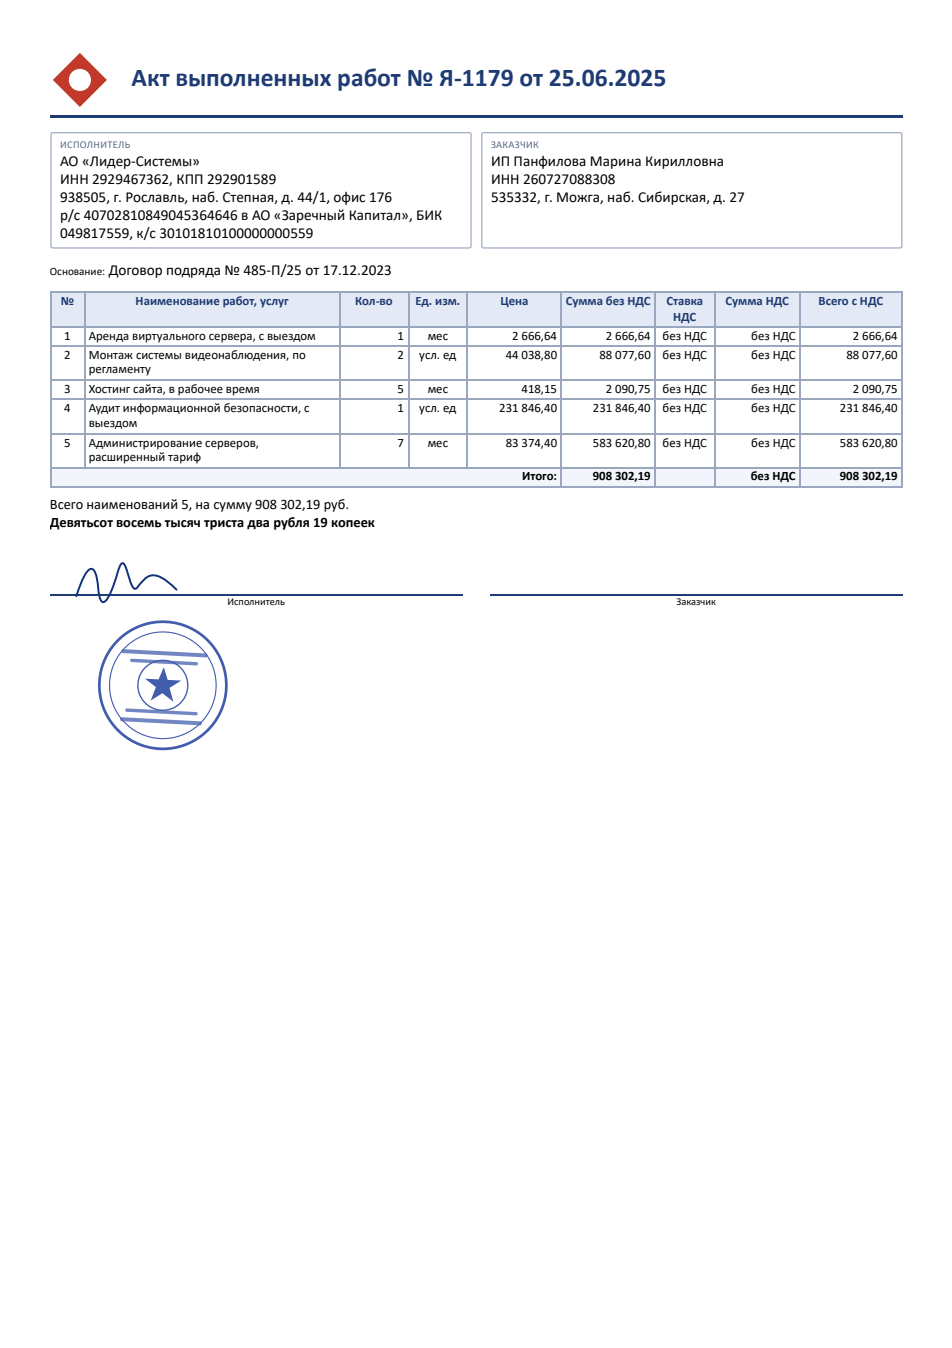 Акт выполненных работ № Я-1179 от 25.06.2025
ИСПОЛНИТЕЛЬ
АО «Лидер-Системы»
ИНН 2929467362, КПП 292901589
938505, г. Рославль, наб. Степная, д. 44/1, офис 176
р/с 40702810849045364646 в АО «Заречный Капитал», БИК
049817559, к/с 30101810100000000559
ЗАКАЗЧИК
ИП Панфилова Марина Кирилловна
ИНН 260727088308
535332, г. Можга, наб. Сибирская, д. 27
Основание: Договор подряда № 485-П/25 от 17.12.2023
№ Наименование работ, услуг Кол-во Ед. изм. Цена Сумма без НДС Ставка НДС Сумма НДС Всего с НДС
1 Аренда виртуального сервера, с выездом 1 мес 2 666,64 2 666,64 без НДС без НДС 2 666,64
2 Монтаж системы видеонаблюдения, по регламенту 2 усл. ед 44 038,80 88 077,60 без НДС без НДС 88 077,60
3 Хостинг сайта, в рабочее время 5 мес 418,15 2 090,75 без НДС без НДС 2 090,75
4 Аудит информационной безопасности, с выездом 1 усл. ед 231 846,40 231 846,40 без НДС без НДС 231 846,40
5 Администрирование серверов, расширенный тариф 7 мес 83 374,40 583 620,80 без НДС без НДС 583 620,80
Итого: 908 302,19 без НДС 908 302,19
Всего наименований 5, на сумму 908 302,19 руб.
Девятьсот восемь тысяч триста два рубля 19 копеек
Исполнитель
Заказчик